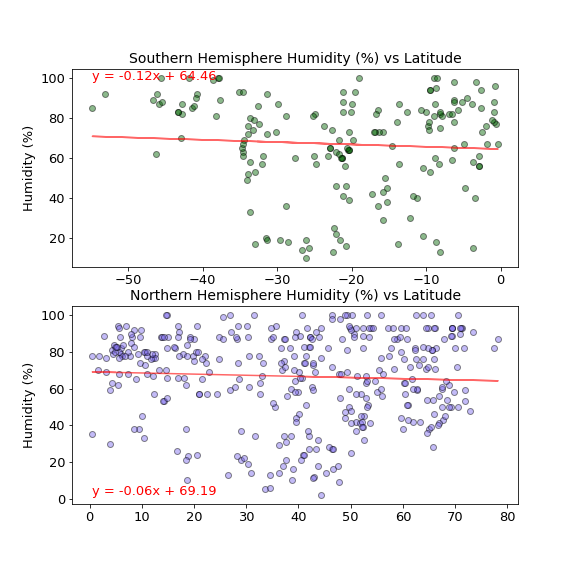 Southern Hemisphere Humidity (%) vs Latitude
100
y = -0.12x + 64.46
80
60
40
20
Humidity (%)
−50 −40 −30 −20 −10 0
Northern Hemisphere Humidity (%) vs Latitude
100
80
60
40
20
0
Humidity (%)
y = -0.06x + 69.19
0 10 20 30 40 50 60 70 80